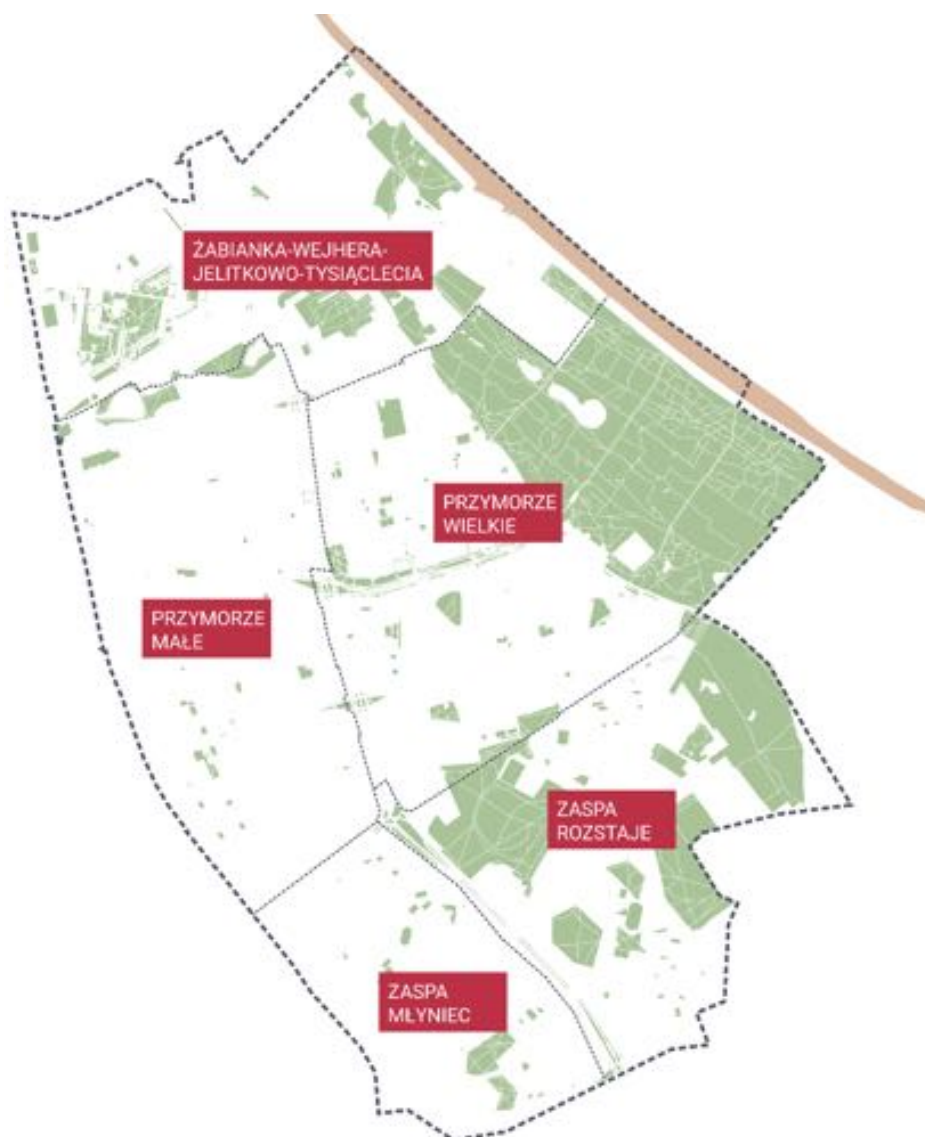 ŻABIANKA-WEJHERA-
JELITKOWO-TYSIĄCLECIA
PRZYMORZE
WIELKIE
PRZYMORZE
MAŁE
ZASPA
ROZSTAJE
ZASPA
MŁYNIEC